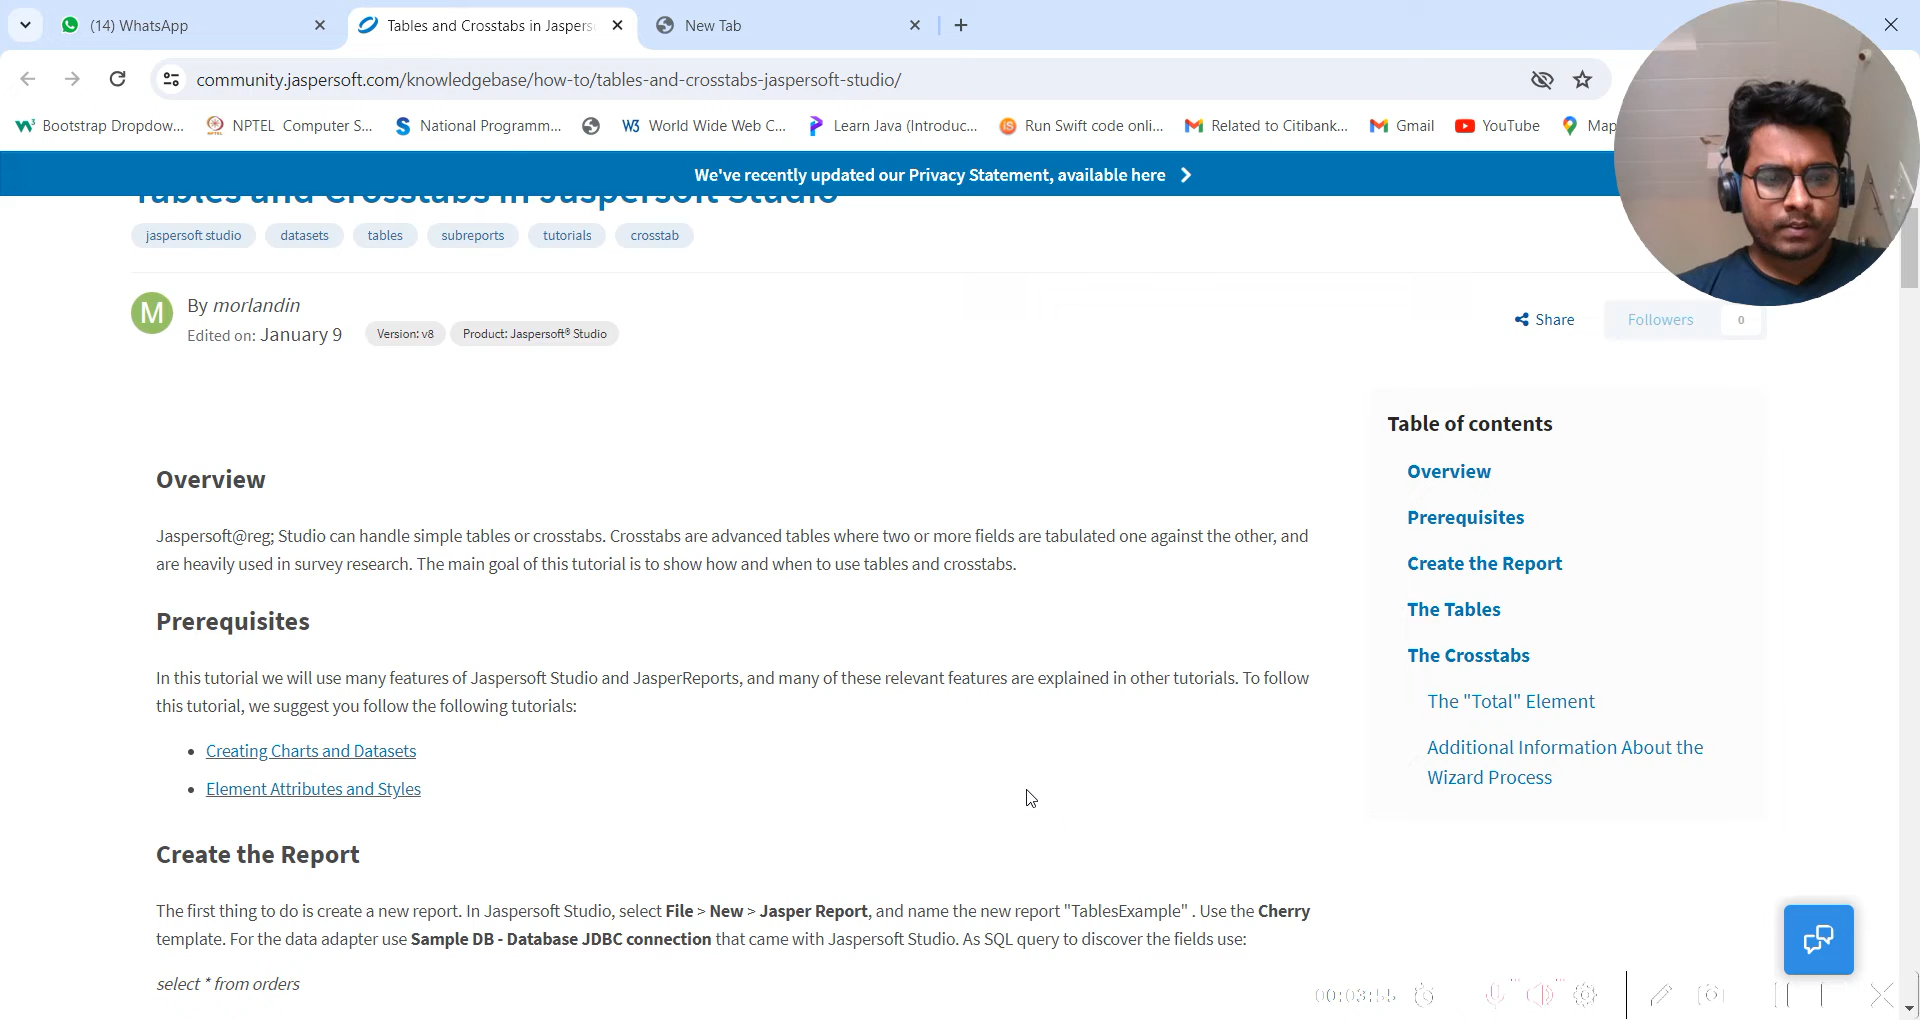 (14) WhatsApp
Tables and Crosstabs in Jaspers
New Tab
community.jaspersoft.com/knowledgebase/how-to/tables-and-crosstabs-jaspersoft-studio/
Bootstrap Dropdow...
NPTEL Computer S...
National Programm...
World Wide Web C...
Learn Java (Introduc...
Run Swift code onli...
Related to Citibank...
Gmail
YouTube
Map
We've recently updated our Privacy Statement, available here
Tables and Crosstabs in Jaspersoft Studio
jaspersoft studio
datasets
tables
subreports
tutorials
crosstab
M
By morlandin
Edited on: January 9
Version: v8
Product: Jaspersoft® Studio
Share
Followers
0
Overview
Jaspersoft@reg; Studio can handle simple tables or crosstabs. Crosstabs are advanced tables where two or more fields are tabulated one against the other, and
are heavily used in survey research. The main goal of this tutorial is to show how and when to use tables and crosstabs.
Prerequisites
In this tutorial we will use many features of Jaspersoft Studio and JasperReports, and many of these relevant features are explained in other tutorials. To follow
this tutorial, we suggest you follow the following tutorials:
Creating Charts and Datasets
Element Attributes and Styles
Create the Report
The first thing to do is create a new report. In Jaspersoft Studio, select File > New > Jasper Report, and name the new report "TablesExample" . Use the Cherry
template. For the data adapter use Sample DB - Database JDBC connection that came with Jaspersoft Studio. As SQL query to discover the fields use:
select * from orders
Table of contents
Overview
Prerequisites
Create the Report
The Tables
The Crosstabs
The "Total" Element
Additional Information About the
Wizard Process
00:03:55